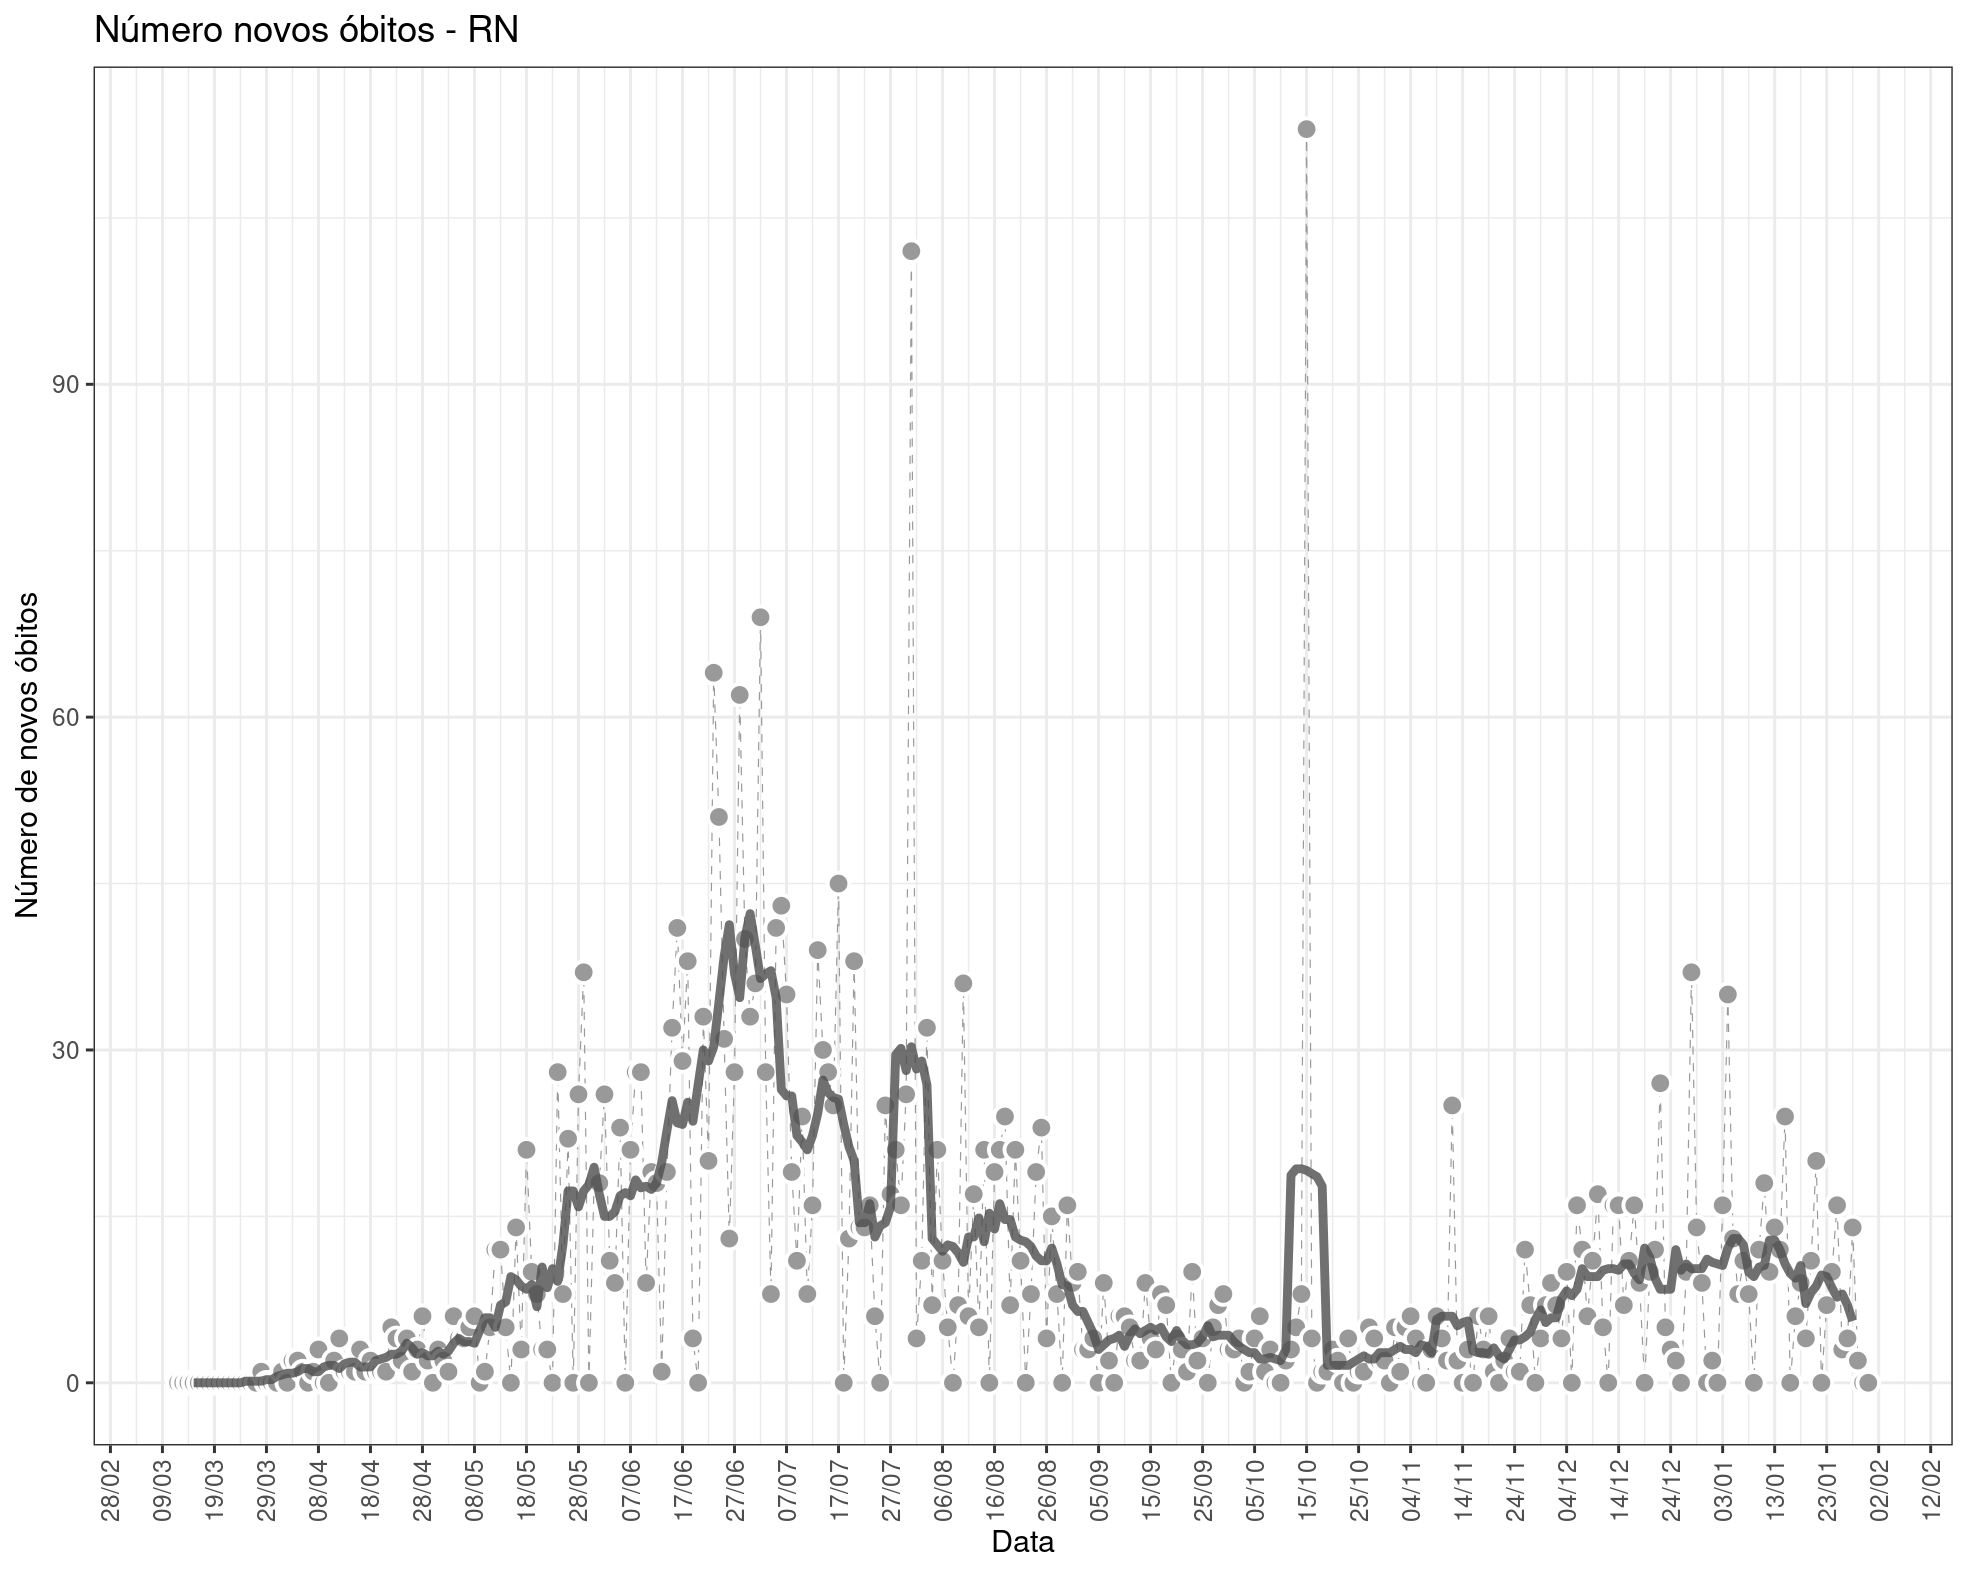 Número novos óbitos - RN
Número de novos óbitos
90
60
30
0
28/02 09/03 19/03 29/03 08/04 18/04 28/04 08/05 18/05 28/05 07/06 17/06 27/06 07/07 17/07 27/07 06/08 16/08 26/08 05/09 15/09 25/09 05/10 15/10 25/10 04/11 14/11 24/11 04/12 14/12 24/12 03/01 13/01 23/01 02/02 12/02
Data